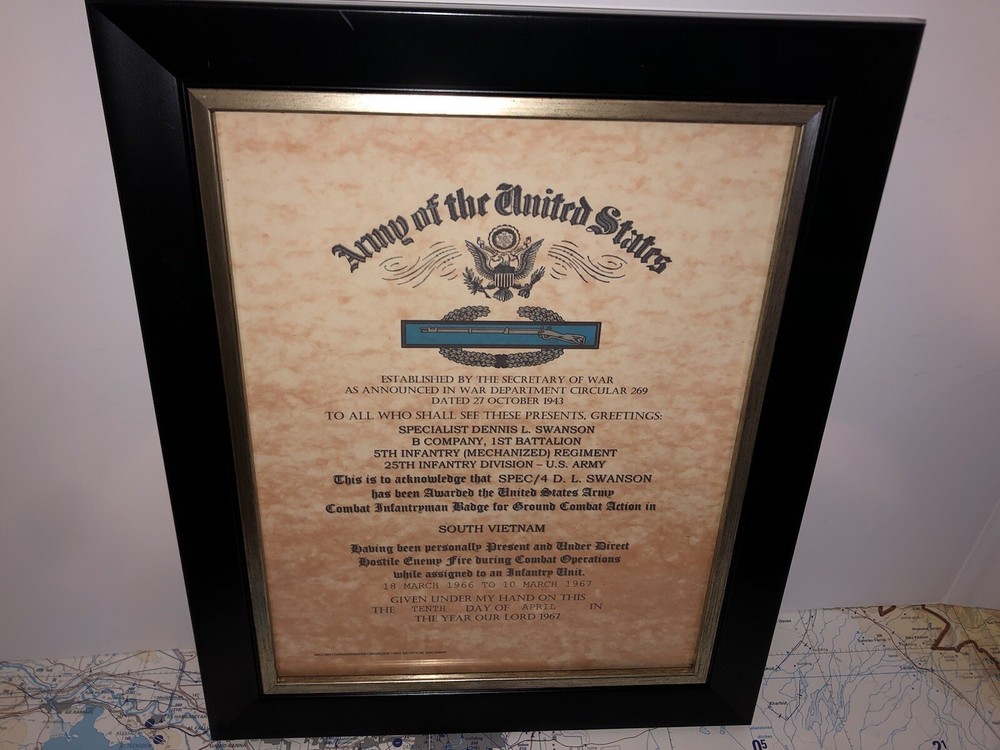 Army of the United States
ESTABLISHED BY THE SECRETARY OF WAR
AS ANNOUNCED IN WAR DEPARTMENT CIRCULAR 269
DATED 27 OCTOBER 1943
TO ALL WHO SHALL SEE THESE PRESENTS, GREETINGS:
SPECIALIST DENNIS L. SWANSON
B COMPANY, 1ST BATTALION
5TH INFANTRY (MECHANIZED) REGIMENT
25TH INFANTRY DIVISION – U.S. ARMY
This is to acknowledge that SPEC/4 D. L. SWANSON
has been Awarded the United States Army
Combat Infantryman Badge for Ground Combat Action in
SOUTH VIETNAM
Having been personally Present and Under Direct
Hostile Enemy Fire during Combat Operations
while assigned to an Infantry Unit.
18 MARCH 1966 TO 10 MARCH 1967
GIVEN UNDER MY HAND ON THIS
THE TENTH DAY OF APRIL IN
THE YEAR OUR LORD 1967
05